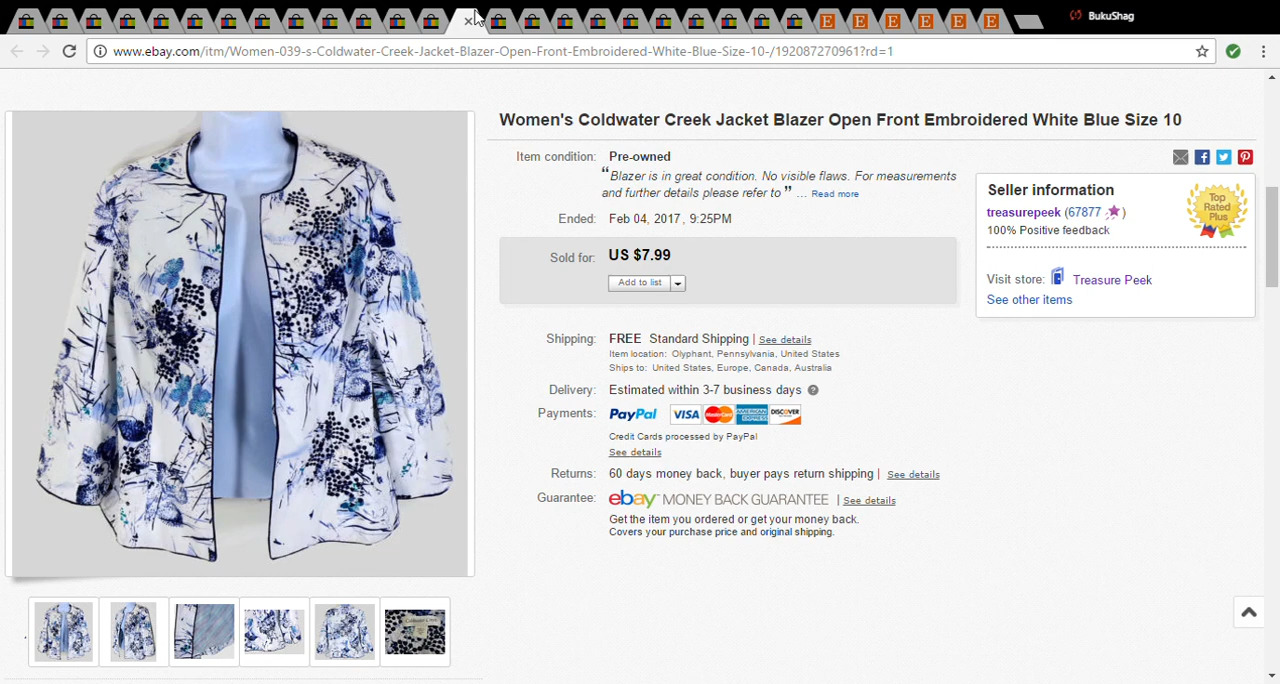 BukuShag
www.ebay.com/itm/Women-039-s-Coldwater-Creek-Jacket-Blazer-Open-Front-Embroidered-White-Blue-Size-10-/192087270961?rd=1
Women's Coldwater Creek Jacket Blazer Open Front Embroidered White Blue Size 10
Item condition: Pre-owned
“Blazer is in great condition. No visible flaws. For measurements
and further details please refer to ” ... Read more
Ended: Feb 04, 2017 , 9:25PM
Sold for: US $7.99
Add to list
Seller information
treasurepeek (67877 )
100% Positive feedback
Top
Rated
Plus
Visit store: Treasure Peek
See other items
Shipping: FREE Standard Shipping | See details
Item location: Olyphant, Pennsylvania, United States
Ships to: United States, Europe, Canada, Australia
Delivery: Estimated within 3-7 business days ?
Payments: PayPal VISA MasterCard AMERICAN EXPRESS DISCOVER
Credit Cards processed by PayPal
See details
Returns: 60 days money back, buyer pays return shipping | See details
Guarantee: ebay MONEY BACK GUARANTEE | See details
Get the item you ordered or get your money back.
Covers your purchase price and original shipping.